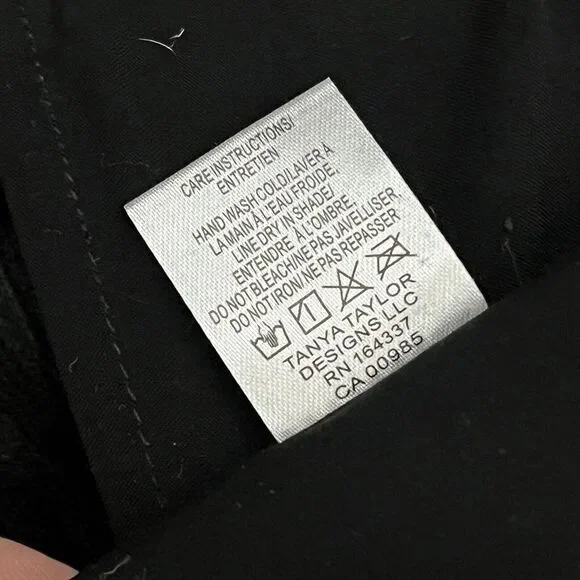 CARE INSTRUCTIONS/
ENTRETIEN
HAND WASH COLD/LAVER À
LA MAIN À L'EAU FROIDE,
LINE DRY IN SHADE/
ENTENDRE À L'OMBRE
DO NOT BLEACH/NE PAS JAVELLISER
DO NOT IRON/NE PAS REPASSER
TANYA TAYLOR
DESIGNS LLC
RN 164337
CA 00985